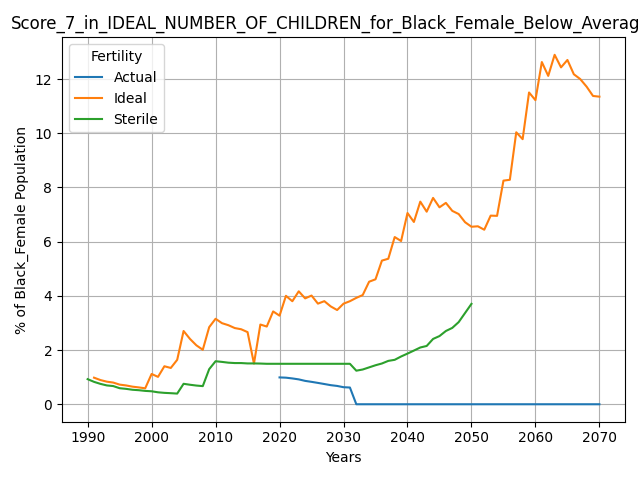 Score_7_in_IDEAL_NUMBER_OF_CHILDREN_for_Black_Female_Below_Averag
Fertility
Actual
Ideal
Sterile
% of Black_Female Population
12
10
8
6
4
2
0
1990 2000 2010 2020 2030 2040 2050 2060 2070
Years